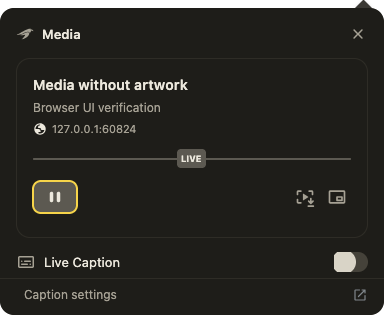 Media
Media without artwork
Browser UI verification
127.0.0.1:60824
LIVE
Live Caption
Caption settings